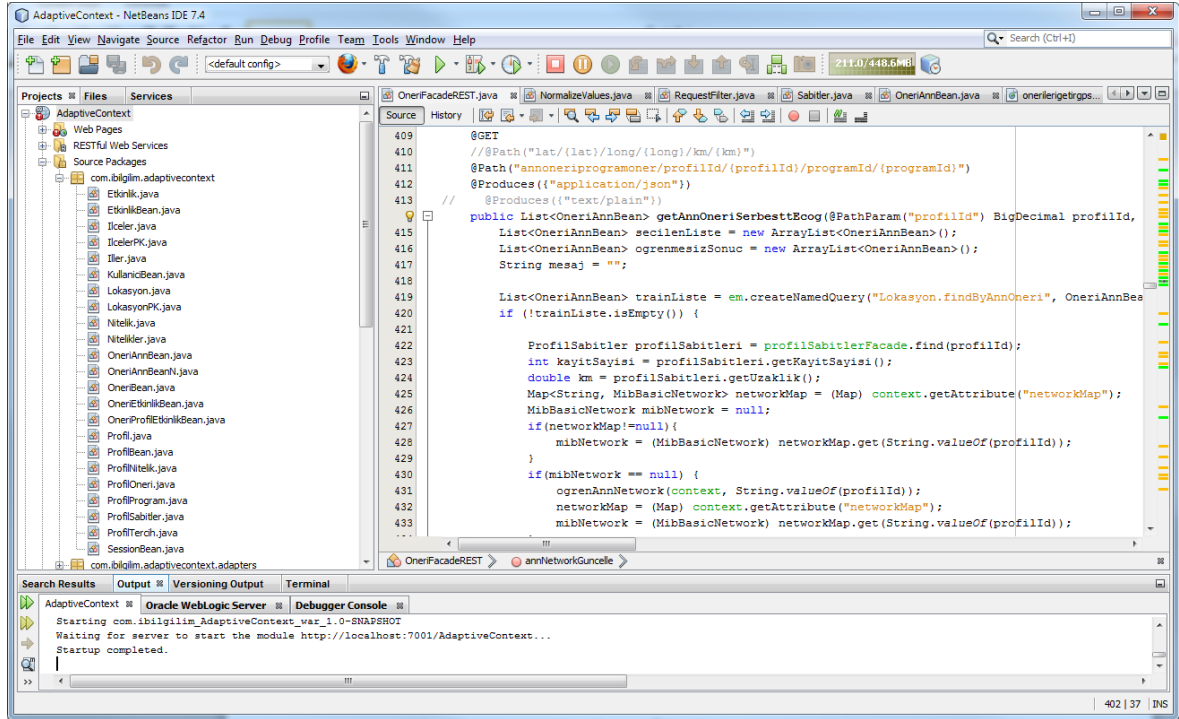 AdaptiveContext - NetBeans IDE 7.4
File Edit View Navigate Source Refactor Run Debug Profile Team Tools Window Help
Search (Ctrl+I)
<default config>
211.0/448.6MB
Projects Files Services
OneriFacadeREST.java NormalizeValues.java RequestFilter.java Sabitler.java OneriAnnBean.java onerilerigetirgps...
Source History
AdaptiveContext
Web Pages
RESTful Web Services
Source Packages
com.ibilgilim.adaptivecontext
Etkinlik.java
EtkinlikBean.java
Ilceler.java
IlcelerPK.java
Iller.java
KullaniciBean.java
Lokasyon.java
LokasyonPK.java
Nitelik.java
Nitelikler.java
OneriAnnBean.java
OneriAnnBeanN.java
OneriBean.java
OneriEtkinlikBean.java
OneriProfilEtkinlikBean.java
Profil.java
ProfilBean.java
ProfilNitelik.java
ProfilOneri.java
ProfilProgram.java
ProfilSabitler.java
ProfilTercih.java
SessionBean.java
com.ibilgilim.adaptivecontext.adapters
409 @GET
410 //@Path("lat/{lat}/long/{long}/km/{km}")
411 @Path("annoneriprogramoner/profilId/{profilId}/programId/{programId}")
412 @Produces({"application/json"})
413 // @Produces({"text/plain"})
public List<OneriAnnBean> getAnnOneriSerbesttEcog(@PathParam("profilId") BigDecimal profilId,
415 List<OneriAnnBean> secilenListe = new ArrayList<OneriAnnBean>();
416 List<OneriAnnBean> ogrenmesizSonuc = new ArrayList<OneriAnnBean>();
417 String mesaj = "";
418
419 List<OneriAnnBean> trainListe = em.createNamedQuery("Lokasyon.findByAnnOneri", OneriAnnBea
420 if (!trainListe.isEmpty()) {
421
422 ProfilSabitler profilSabitleri = profilSabitlerFacade.find(profilId);
423 int kayitSayisi = profilSabitleri.getKayitSayisi();
424 double km = profilSabitleri.getUzaklik();
425 Map<String, MibBasicNetwork> networkMap = (Map) context.getAttribute("networkMap");
426 MibBasicNetwork mibNetwork = null;
427 if(networkMap!=null){
428 mibNetwork = (MibBasicNetwork) networkMap.get(String.valueOf(profilId));
429 }
430 if(mibNetwork == null) {
431 ogrenAnnNetwork(context, String.valueOf(profilId));
432 networkMap = (Map) context.getAttribute("networkMap");
433 mibNetwork = (MibBasicNetwork) networkMap.get(String.valueOf(profilId));
OneriFacadeREST annNetworkGuncelle
Search Results Output Versioning Output Terminal
AdaptiveContext Oracle WebLogic Server Debugger Console
Starting com.ibilgilim_AdaptiveContext_war_1.0-SNAPSHOT
Waiting for server to start the module http://localhost:7001/AdaptiveContext...
Startup completed.
402 | 37 INS